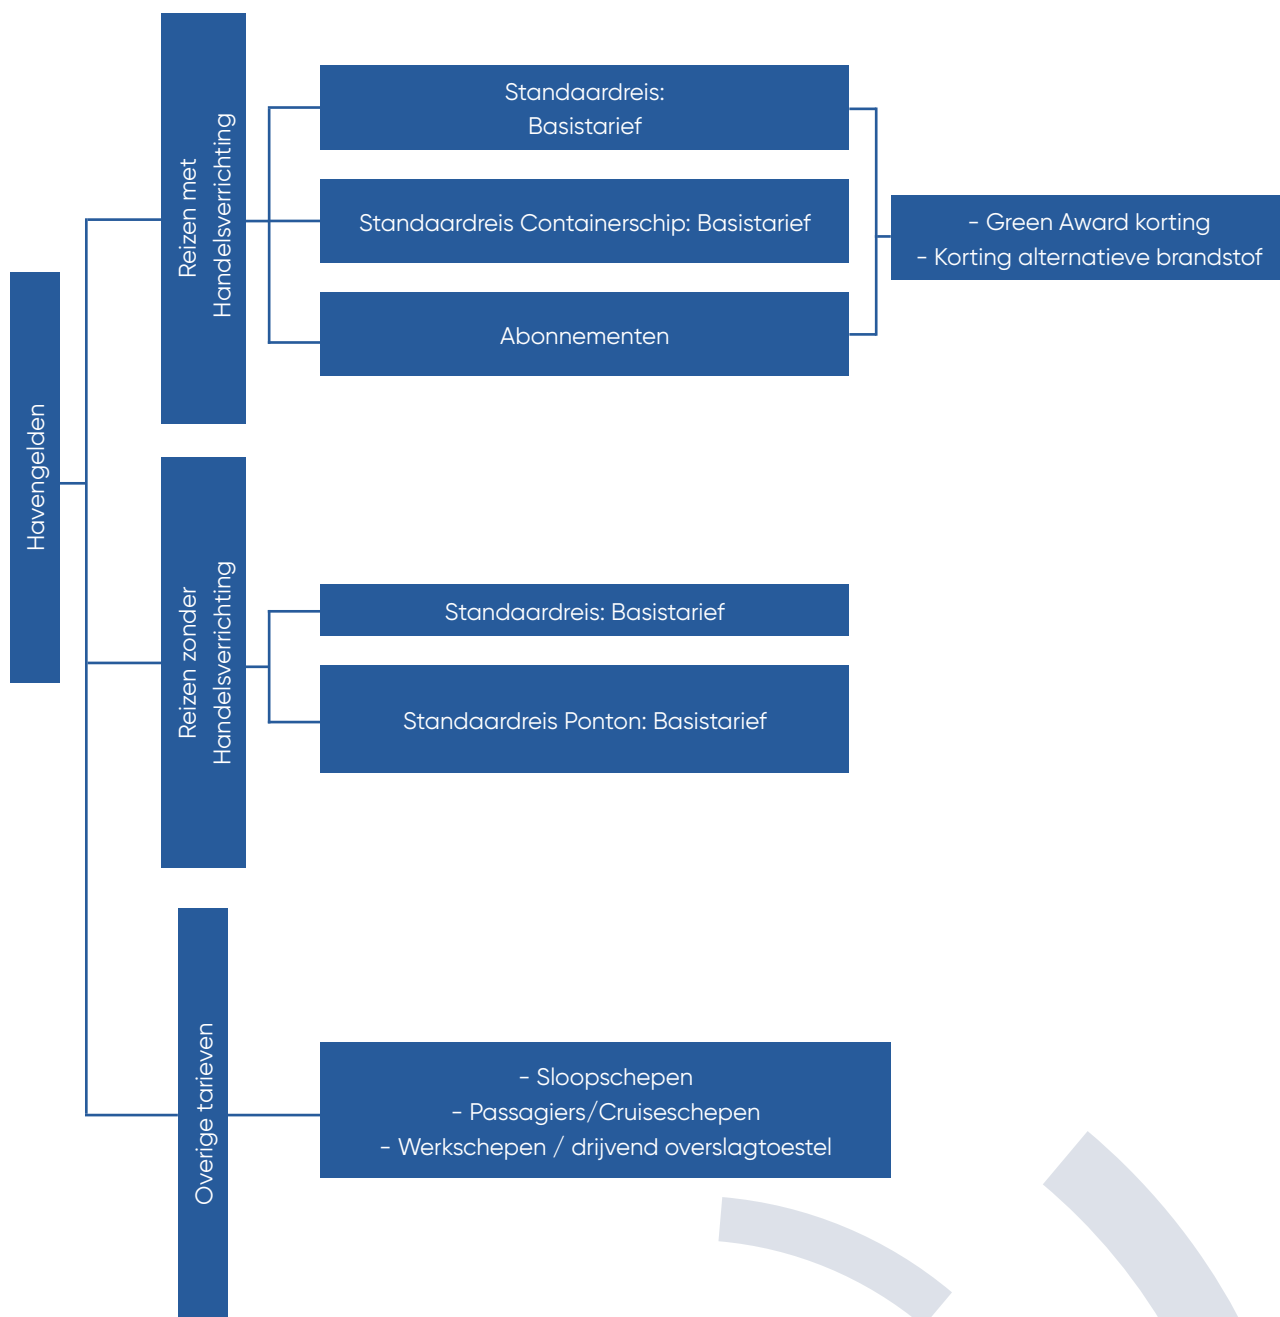 Havengelden
Reizen met
Handelsverrichting
Standaardreis:
Basistarief
Standaardreis Containerschip: Basistarief
Abonnementen
- Green Award korting
- Korting alternatieve brandstof
Reizen zonder
Handelsverrichting
Standaardreis: Basistarief
Standaardreis Ponton: Basistarief
Overige tarieven
- Sloopschepen
- Passagiers/Cruiseschepen
- Werkschepen / drijvend overslagtoestel